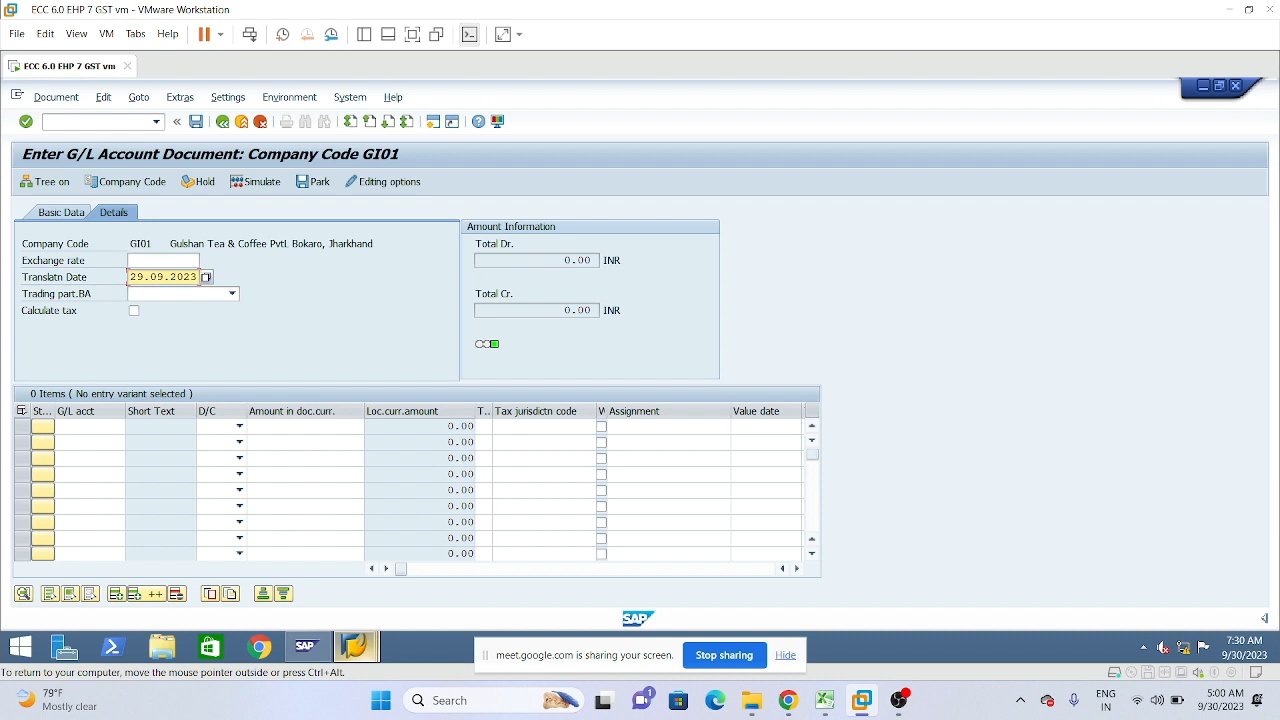 ECC 6.0 EHP 7 GST vm - VMware Workstation
File Edit View VM Tabs Help
ECC 6.0 EHP 7 GST vm
Document Edit Goto Extras Settings Environment System Help
Enter G/L Account Document: Company Code GI01
Tree on Company Code Hold Simulate Park Editing options
Basic Data Details
Amount Information
Company Code GI01 Gulshan Tea & Coffee Pvtl. Bokaro, Jharkhand
Total Dr.
Exchange rate
0.00 INR
Translatn Date 29.09.2023
Trading part.BA
Total Cr.
Calculate tax
0.00 INR
0 Items ( No entry variant selected )
St... G/L acct Short Text D/C Amount in doc.curr. Loc.curr.amount T.. Tax jurisdictn code W Assignment Value date
0.00
0.00
0.00
0.00
0.00
0.00
0.00
0.00
0.00
SAP
SAP
7:30 AM
meet.google.com is sharing your screen. Stop sharing Hide
9/30/2023
To return to your computer, move the mouse pointer outside or press Ctrl+Alt.
79°F
Mostly clear
Search
1
ENG
IN
5:00 AM
9/30/2023